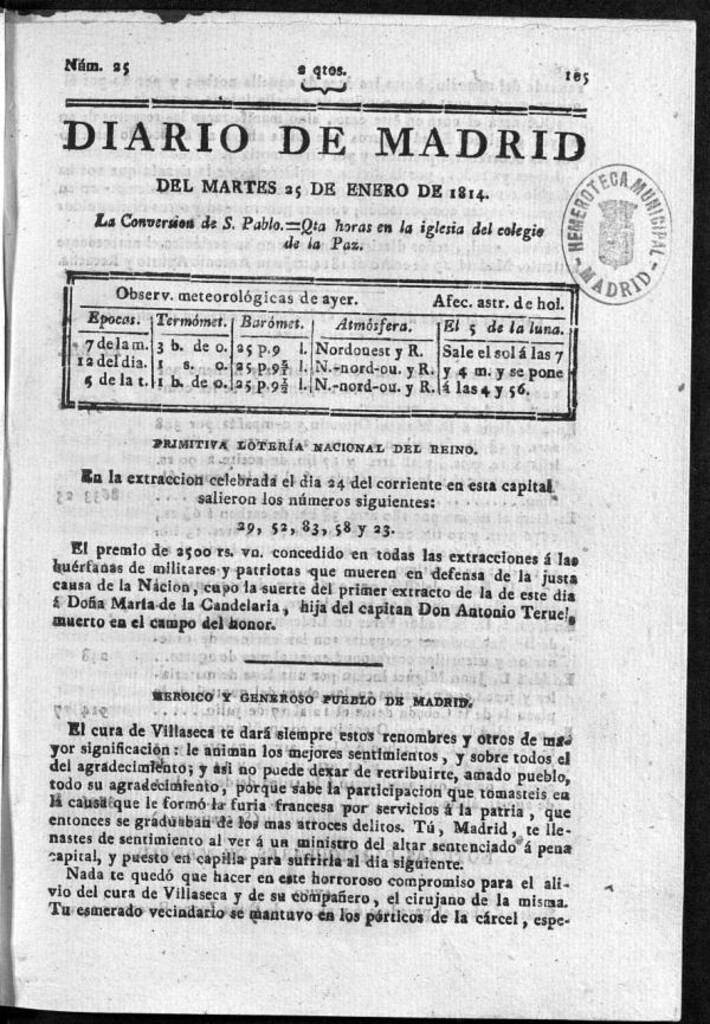 Núm. 25 2 qtos. 105
DIARIO DE MADRID
DEL MARTES 25 DE ENERO DE 1814.
La Conversion de S. Pablo.=Qta horas en la iglesia del colegio
de la Paz.
HEMEROTECA MUNICIPAL
MADRID
Observ. meteorológicas de ayer. Afec. astr. de hoi.
Epocas. Termómet. Barómet. Atmósfera. El 5 de la luna.
7 de la m. 3 b. de o. 25 p. 9 l. Nordouest y R. Sale el sol á las 7
12 del dia. 1 s. o. 25 p. 9½ l. N.-nord-ou. y R. y 4 m. y se pone
5 de la t. 1 b. de o. 25 p. 9½ l. N.-nord-ou. y R. á las 4 y 56.
PRIMITIVA LOTERÍA NACIONAL DEL REINO.
En la extraccion celebrada el dia 24 del corriente en esta capital
salieron los números siguientes:
29, 52, 83, 58 y 23.
El premio de 2500 rs. vn. concedido en todas las extracciones á las
huérfanas de militares y patriotas que mueren en defensa de la justa
causa de la Nacion, cupo la suerte del primer extracto de la de este dia
á Doña María de la Candelaria, hija del capitan Don Antonio Teruel,
muerto en el campo del honor.
HEROICO Y GENEROSO PUEBLO DE MADRID.
El cura de Villaseca te dará siempre estos renombres y otros de ma-
yor significacion: le animan los mejores sentimientos, y sobre todos el
del agradecimiento; y asi no puede dexar de retribuirte, amado pueblo,
todo su agradecimiento, porque sabe la participacion que tomasteis en
la causa que le formó la furia francesa por servicios á la patria, que
entonces se graduaban de los mas atroces delitos. Tú, Madrid, te lle-
nastes de sentimiento al ver á un ministro del altar sentenciado á pena
capital, y puesto en capilla para sufrirla al dia siguiente.
Nada te quedó que hacer en este horroroso compromiso para el ali-
vio del cura de Villaseca y de su compañero, el cirujano de la misma.
Tu esmerado vecindario se mantuvo en los pórticos de la cárcel, espe-